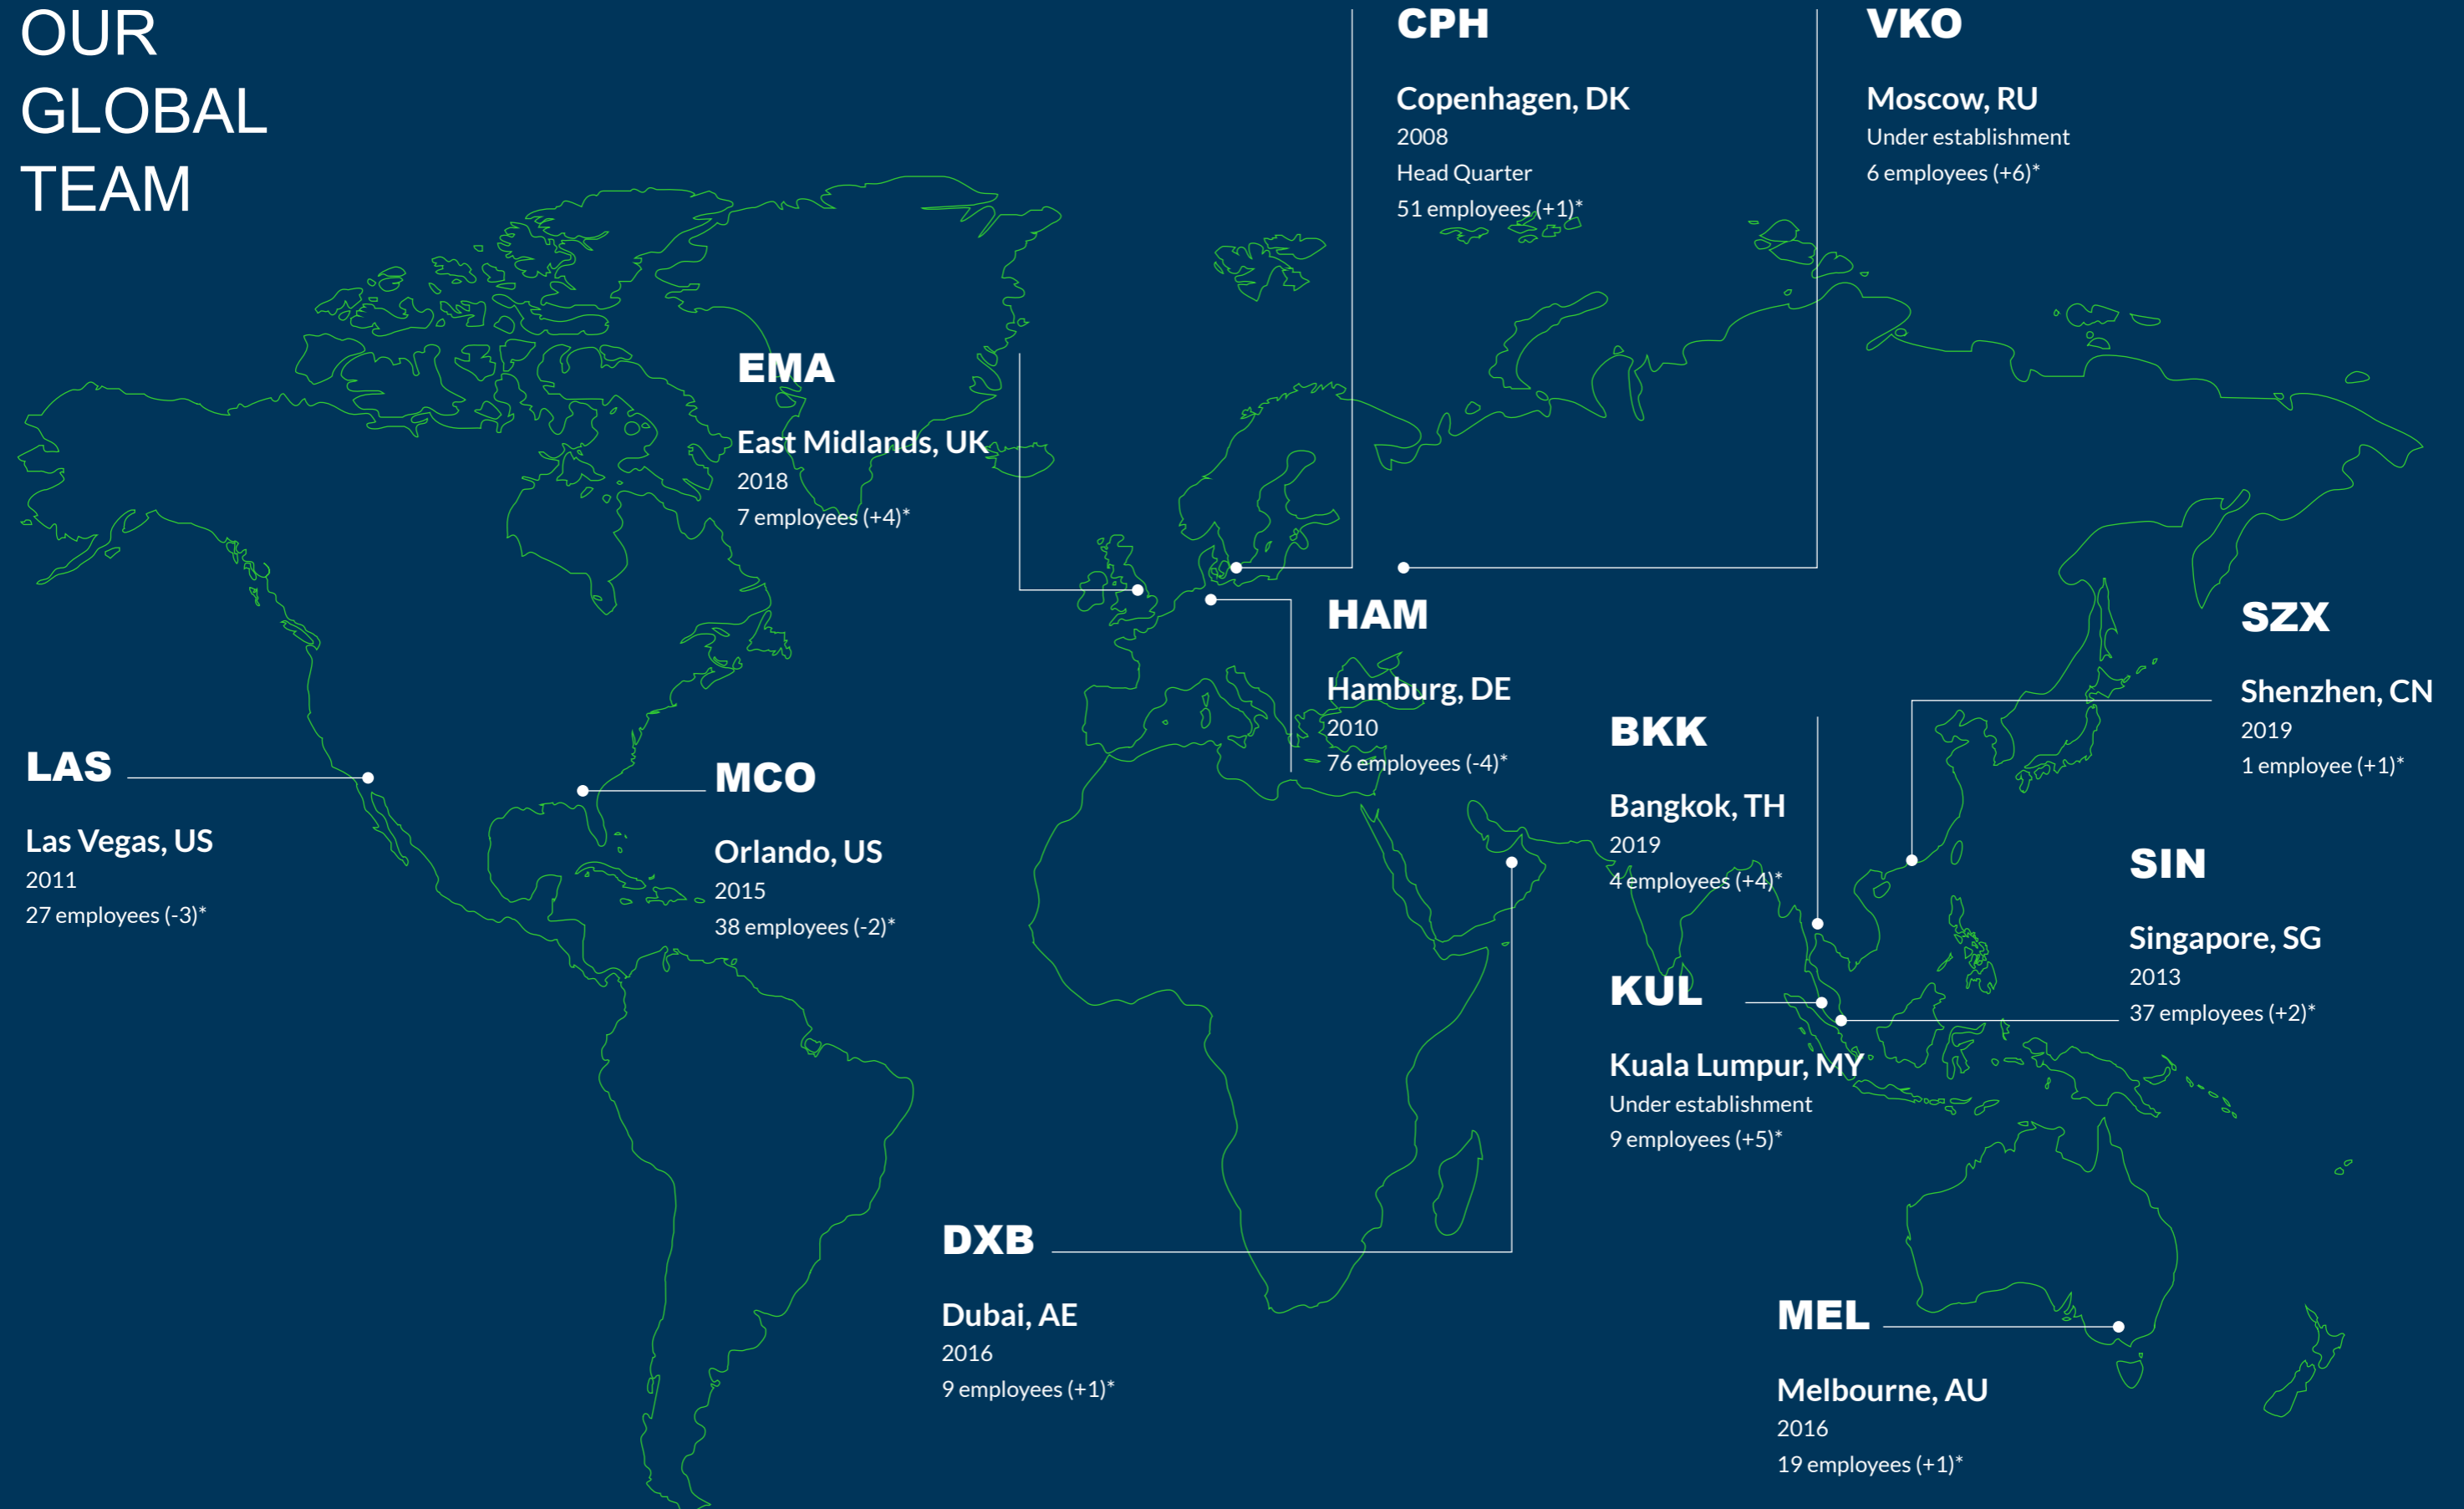 OUR
GLOBAL
TEAM
CPH
Copenhagen, DK
2008
Head Quarter
51 employees (+1)*
VKO
Moscow, RU
Under establishment
6 employees (+6)*
EMA
East Midlands, UK
2018
7 employees (+4)*
HAM
Hamburg, DE
2010
76 employees (-4)*
SZX
Shenzhen, CN
2019
1 employee (+1)*
LAS
Las Vegas, US
2011
27 employees (-3)*
MCO
Orlando, US
2015
38 employees (-2)*
BKK
Bangkok, TH
2019
4 employees (+4)*
SIN
Singapore, SG
2013
37 employees (+2)*
KUL
Kuala Lumpur, MY
Under establishment
9 employees (+5)*
DXB
Dubai, AE
2016
9 employees (+1)*
MEL
Melbourne, AU
2016
19 employees (+1)*